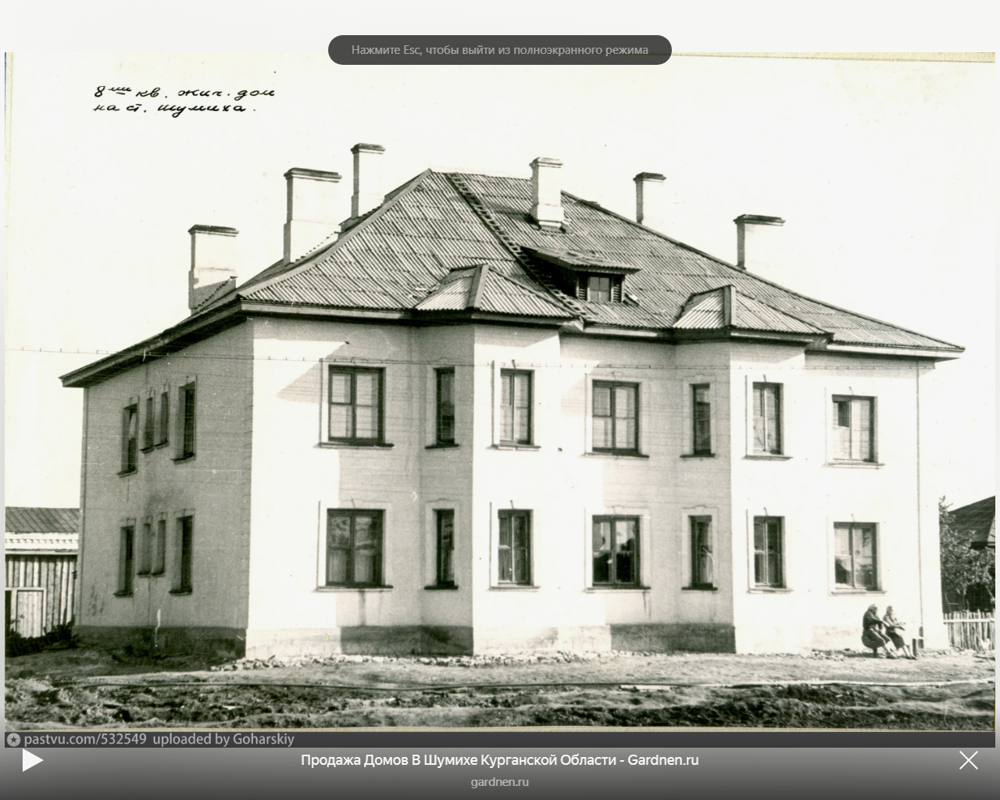 Нажмите Esc, чтобы выйти из полноэкранного режима
8ми кв. жил. дом
на ст. Шумиха.
pastvu.com/532549 uploaded by Goharskiy
Продажа Домов В Шумихе Курганской Области - Gardnen.ru
gardnen.ru